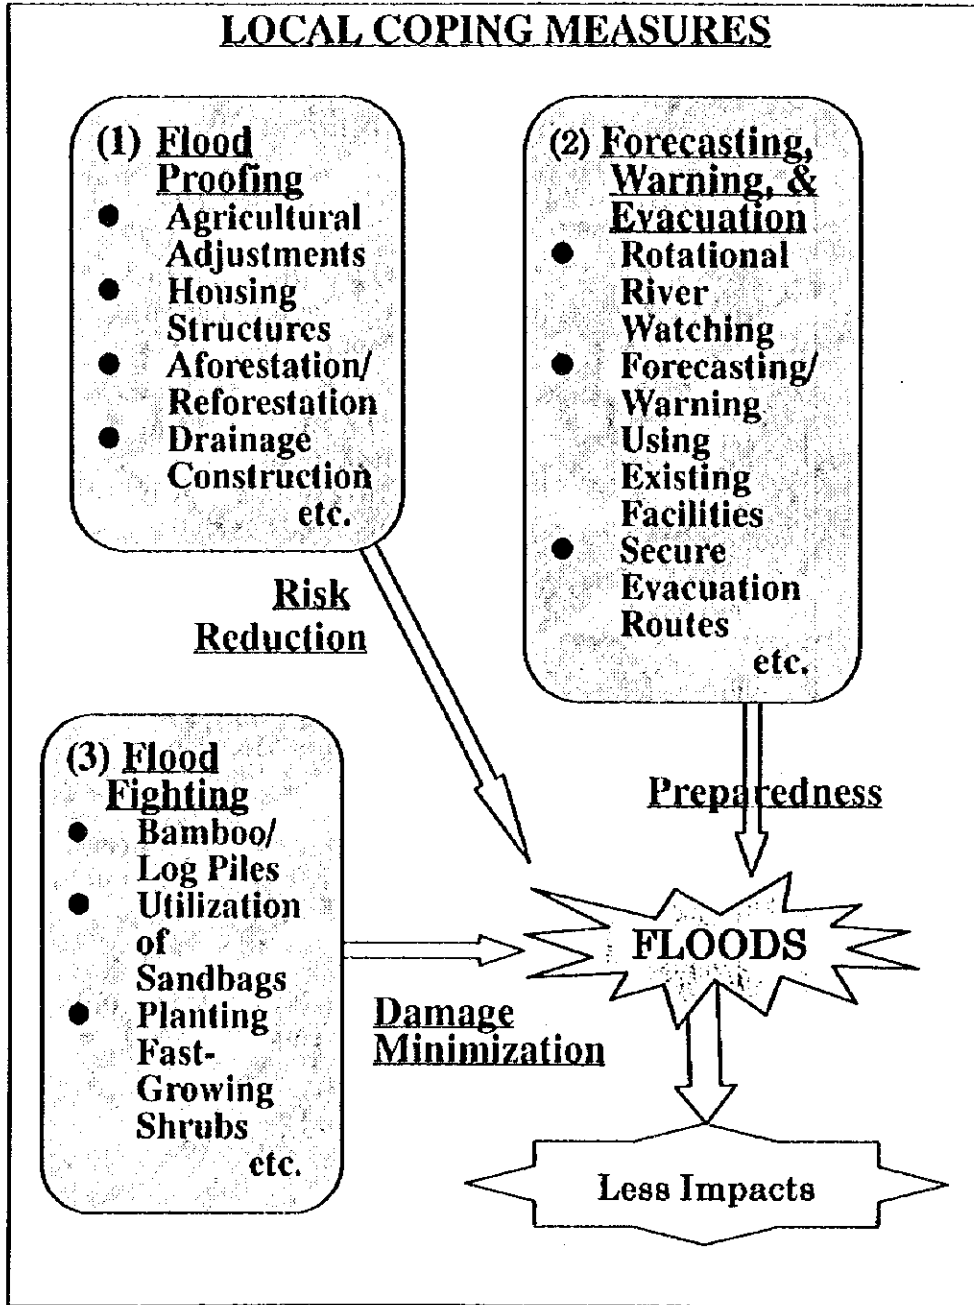 LOCAL COPING MEASURES
(1) Flood
Proofing
● Agricultural
Adjustments
● Housing
Structures
● Aforestation/
Reforestation
● Drainage
Construction
etc.
(2) Forecasting,
Warning, &
Evacuation
● Rotational
River
Watching
● Forecasting/
Warning
Using
Existing
Facilities
● Secure
Evacuation
Routes
etc.
Risk
Reduction
Preparedness
(3) Flood
Fighting
● Bamboo/
Log Piles
● Utilization
of
Sandbags
● Planting
Fast-
Growing
Shrubs
etc.
Damage
Minimization
FLOODS
Less Impacts